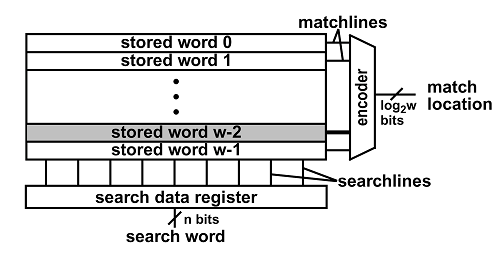 matchlines
stored word 0
stored word 1
encoder
match
location
log₂w
bits
stored word w-2
stored word w-1
searchlines
search data register
n bits
search word